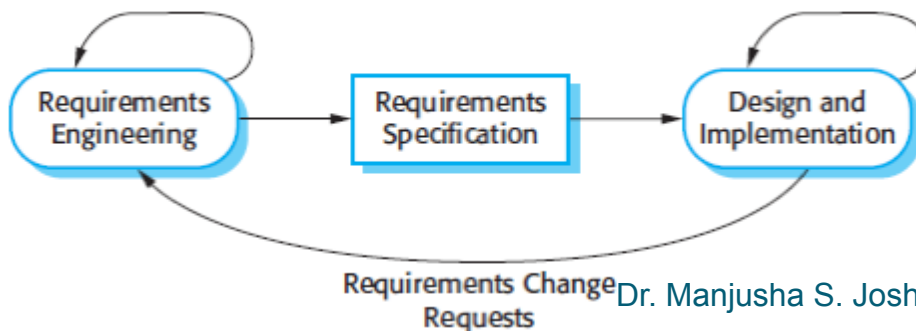 Requirements
Engineering
Requirements
Specification
Design and
Implementation
Requirements Change
Requests
Dr. Manjusha S. Josh